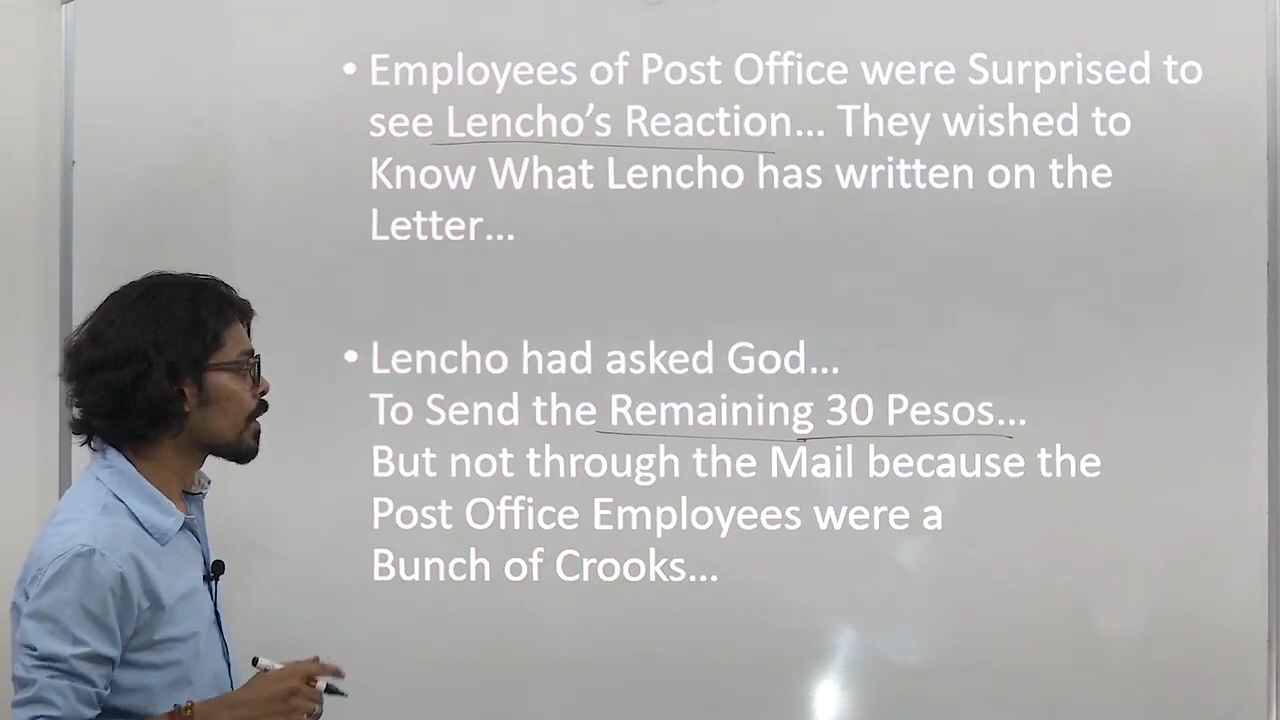 • Employees of Post Office were Surprised to
see Lencho's Reaction... They wished to
Know What Lencho has written on the
Letter...
• Lencho had asked God...
To Send the Remaining 30 Pesos...
But not through the Mail because the
Post Office Employees were a
Bunch of Crooks...